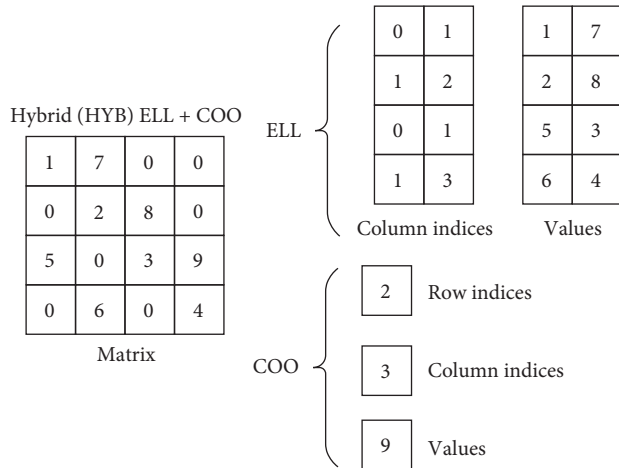 Hybrid (HYB) ELL + COO
1 7 0 0
0 2 8 0
5 0 3 9
0 6 0 4
Matrix
ELL
0 1
1 2
0 1
1 3
Column indices
1 7
2 8
5 3
6 4
Values
COO
2 Row indices
3 Column indices
9 Values